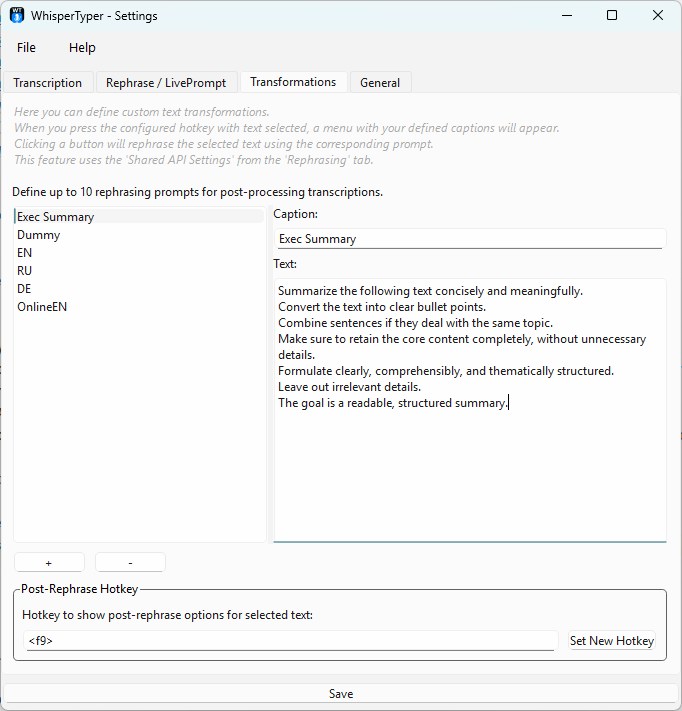 WT
WhisperTyper - Settings
File Help
Transcription Rephrase / LivePrompt Transformations General
Here you can define custom text transformations.
When you press the configured hotkey with text selected, a menu with your defined captions will appear.
Clicking a button will rephrase the selected text using the corresponding prompt.
This feature uses the 'Shared API Settings' from the 'Rephrasing' tab.
Define up to 10 rephrasing prompts for post-processing transcriptions.
Exec Summary
Dummy
EN
RU
DE
OnlineEN
Caption:
Exec Summary
Text:
Summarize the following text concisely and meaningfully.
Convert the text into clear bullet points.
Combine sentences if they deal with the same topic.
Make sure to retain the core content completely, without unnecessary
details.
Formulate clearly, comprehensibly, and thematically structured.
Leave out irrelevant details.
The goal is a readable, structured summary.
+ -
Post-Rephrase Hotkey
Hotkey to show post-rephrase options for selected text:
<f9> Set New Hotkey
Save